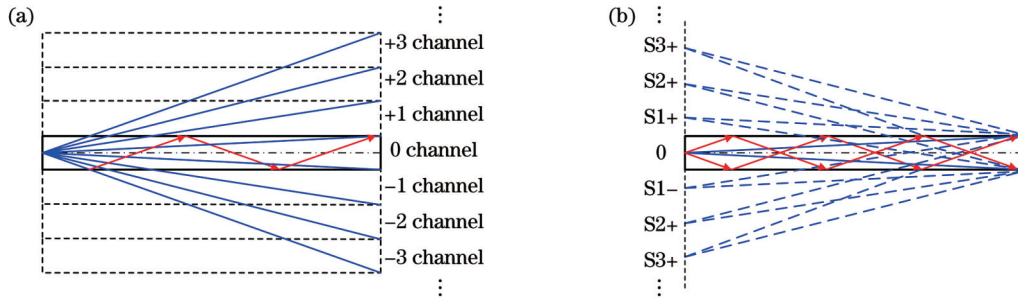 (a)
⋮
+3 channel
+2 channel
+1 channel
0 channel
−1 channel
−2 channel
−3 channel
⋮
(b)
⋮
S3+
S2+
S1+
0
S1−
S2+
S3+
⋮